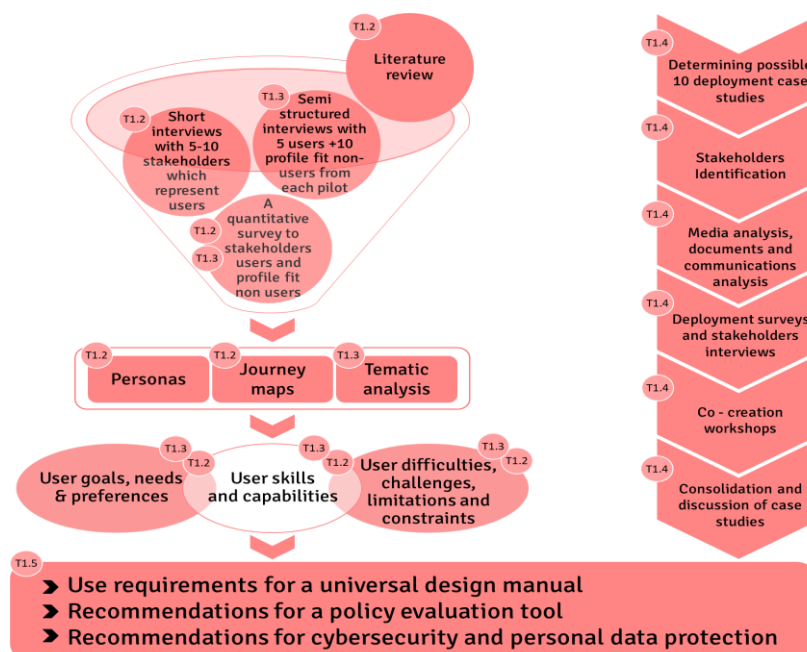 T1.2
Literature
review
T1.3
Semi
structured
interviews with
5 users +10
profile fit non-
users from
each pilot
T1.2
Short
interviews
with 5-10
stakeholders
which
represent
users
T1.2
T1.3
A
quantitative
survey to
stakeholders
users and
profile fit
non users
T1.2
Personas
T1.2
Journey
maps
T1.3
Tematic
analysis
T1.3
T1.2
User goals, needs
& preferences
T1.3
T1.2
User skills
and capabilities
T1.3
T1.2
User difficulties,
challenges,
limitations and
constraints
T1.4
Determining possible
10 deployment case
studies
T1.4
Stakeholders
Identification
T1.4
Media analysis,
documents and
communications
analysis
T1.4
Deployment surveys
and stakeholders
interviews
T1.4
Co - creation
workshops
T1.4
Consolidation and
discussion of case
studies
T1.5
Use requirements for a universal design manual
Recommendations for a policy evaluation tool
Recommendations for cybersecurity and personal data protection